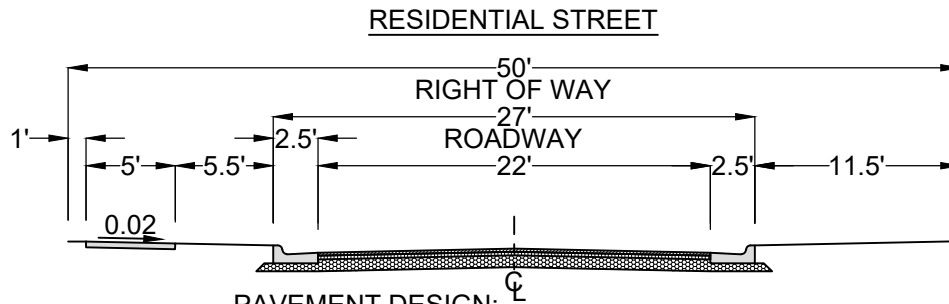 RESIDENTIAL STREET
50'
RIGHT OF WAY
27'
1'
2.5'
ROADWAY
5'
5.5'
22'
2.5'
11.5'
0.02
CL
PAVEMENT DESIGN: